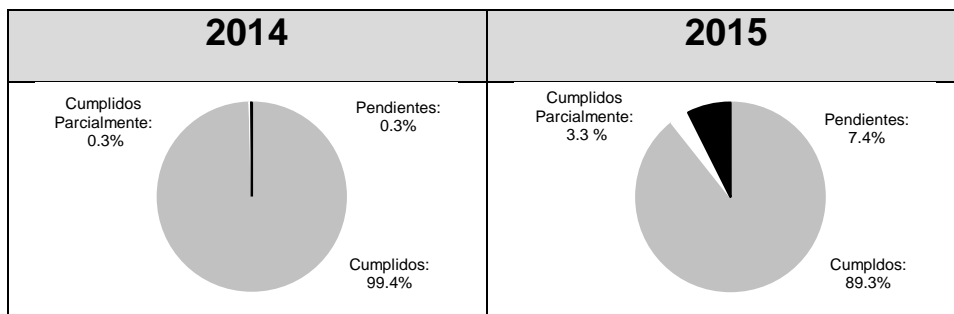 2014
2015
Cumplidos
Parcialmente:
0.3%
Pendientes:
0.3%
Cumplidos:
99.4%
Cumplidos
Parcialmente:
3.3 %
Pendientes:
7.4%
Cumpldos:
89.3%